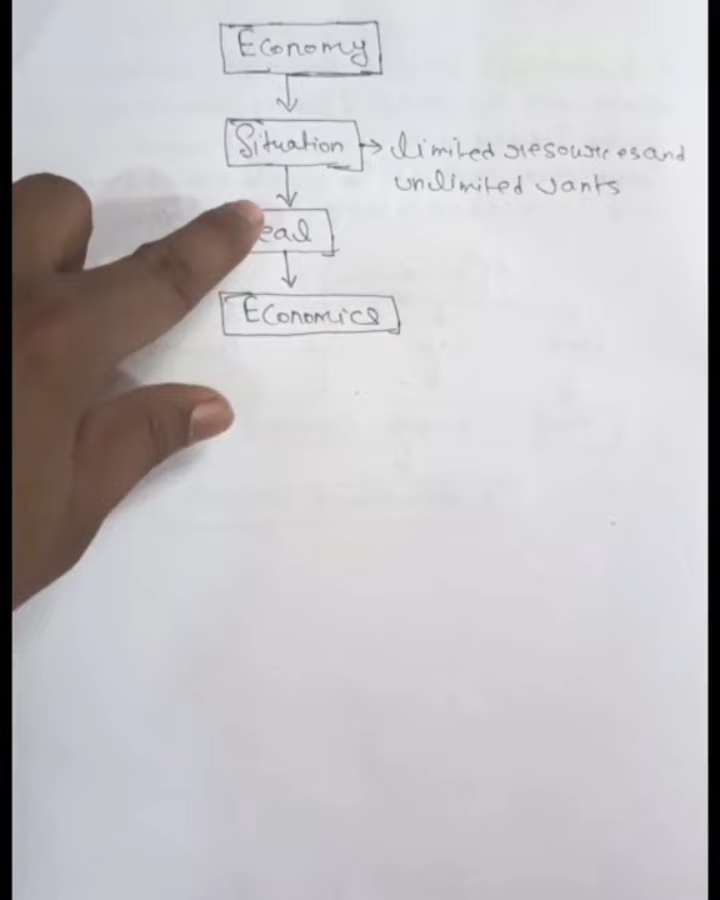 Economy
Situation → limited resources and
unlimited wants
Economics